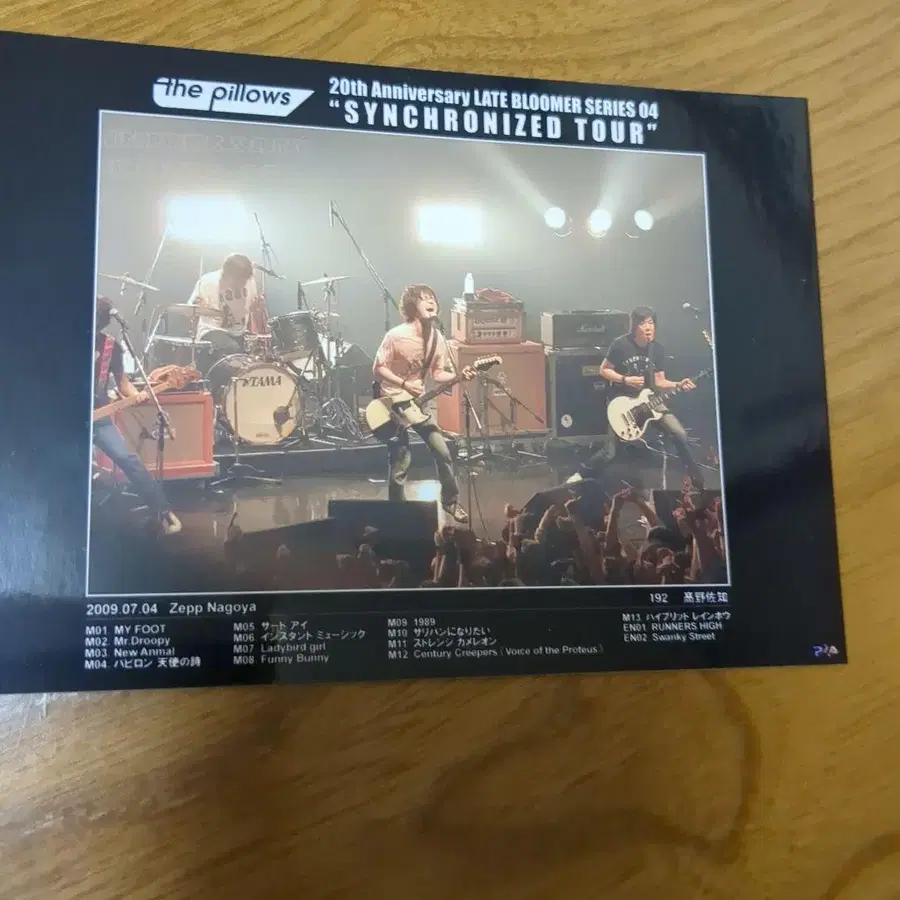 the pillows
20th Anniversary LATE BLOOMER SERIES 04
"SYNCHRONIZED TOUR"
TAMA
Marshall
2009.07.04 Zepp Nagoya
192 髙野佐知
M01 MY FOOT
M02 Mr.Droopy
M03 New Anmal
M04 バビロン 天使の詩
M05 サード アイ
M06 インスタント ミュージック
M07 Ladybird girl
M08 Funny Bunny
M09 1989
M10 サリバンになりたい
M11 ストレンジ カメレオン
M12 Century Creepers (Voice of the Proteus)
M13 ハイブリッド レインボウ
EN01 RUNNERS HIGH
EN02 Swanky Street